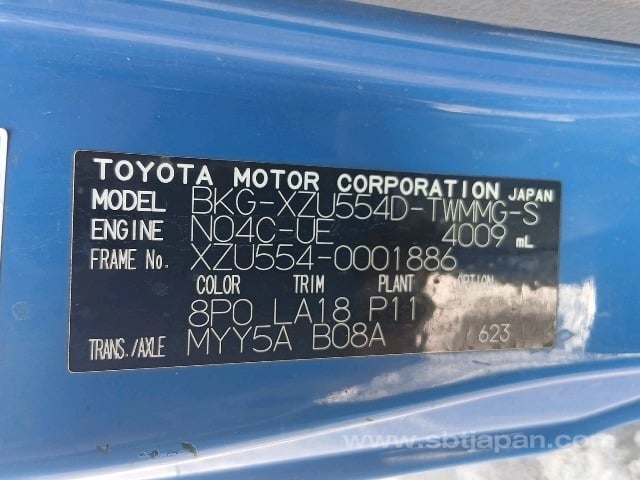 TOYOTA MOTOR CORPORATION JAPAN
MODEL BKG-XZU554D-TWMMG-S
ENGINE N04C-UE 4009 mL
FRAME No. XZU554-0001886
COLOR TRIM PLANT OPTION
8P0 LA18 P11
TRANS./AXLE MYY5A B08A 623
www.sbtjapan.com